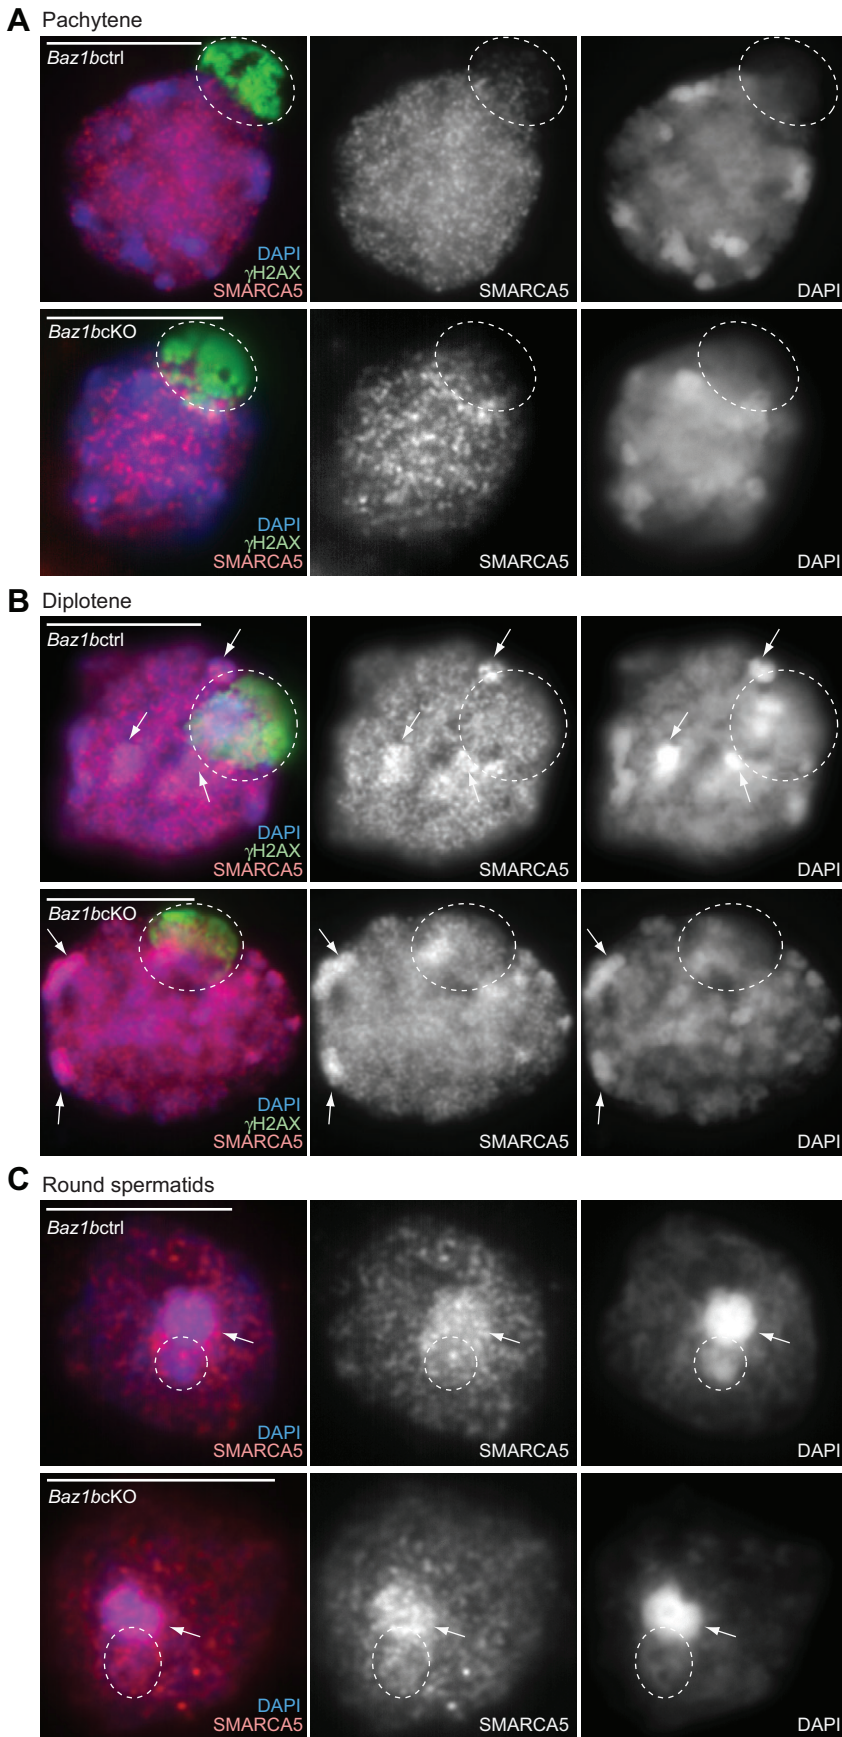 A Pachytene
Baz1bctrl
DAPI
γH2AX
SMARCA5
SMARCA5
DAPI
Baz1bcKO
DAPI
γH2AX
SMARCA5
SMARCA5
DAPI
B Diplotene
Baz1bctrl
DAPI
γH2AX
SMARCA5
SMARCA5
DAPI
Baz1bcKO
DAPI
γH2AX
SMARCA5
SMARCA5
DAPI
C Round spermatids
Baz1bctrl
DAPI
SMARCA5
SMARCA5
DAPI
Baz1bcKO
DAPI
SMARCA5
SMARCA5
DAPI